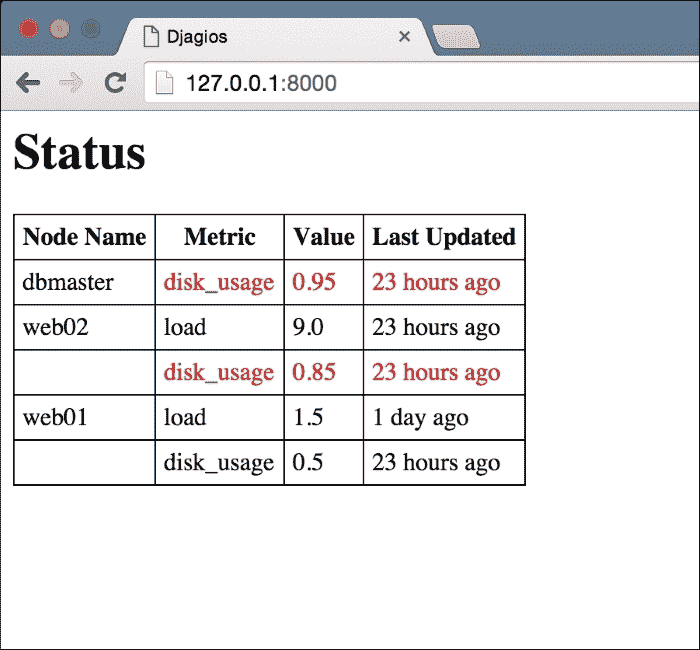 Djagios
127.0.0.1:8000
Status
Node Name Metric Value Last Updated
dbmaster disk_usage 0.95 23 hours ago
web02 load 9.0 23 hours ago
disk_usage 0.85 23 hours ago
web01 load 1.5 1 day ago
disk_usage 0.5 23 hours ago